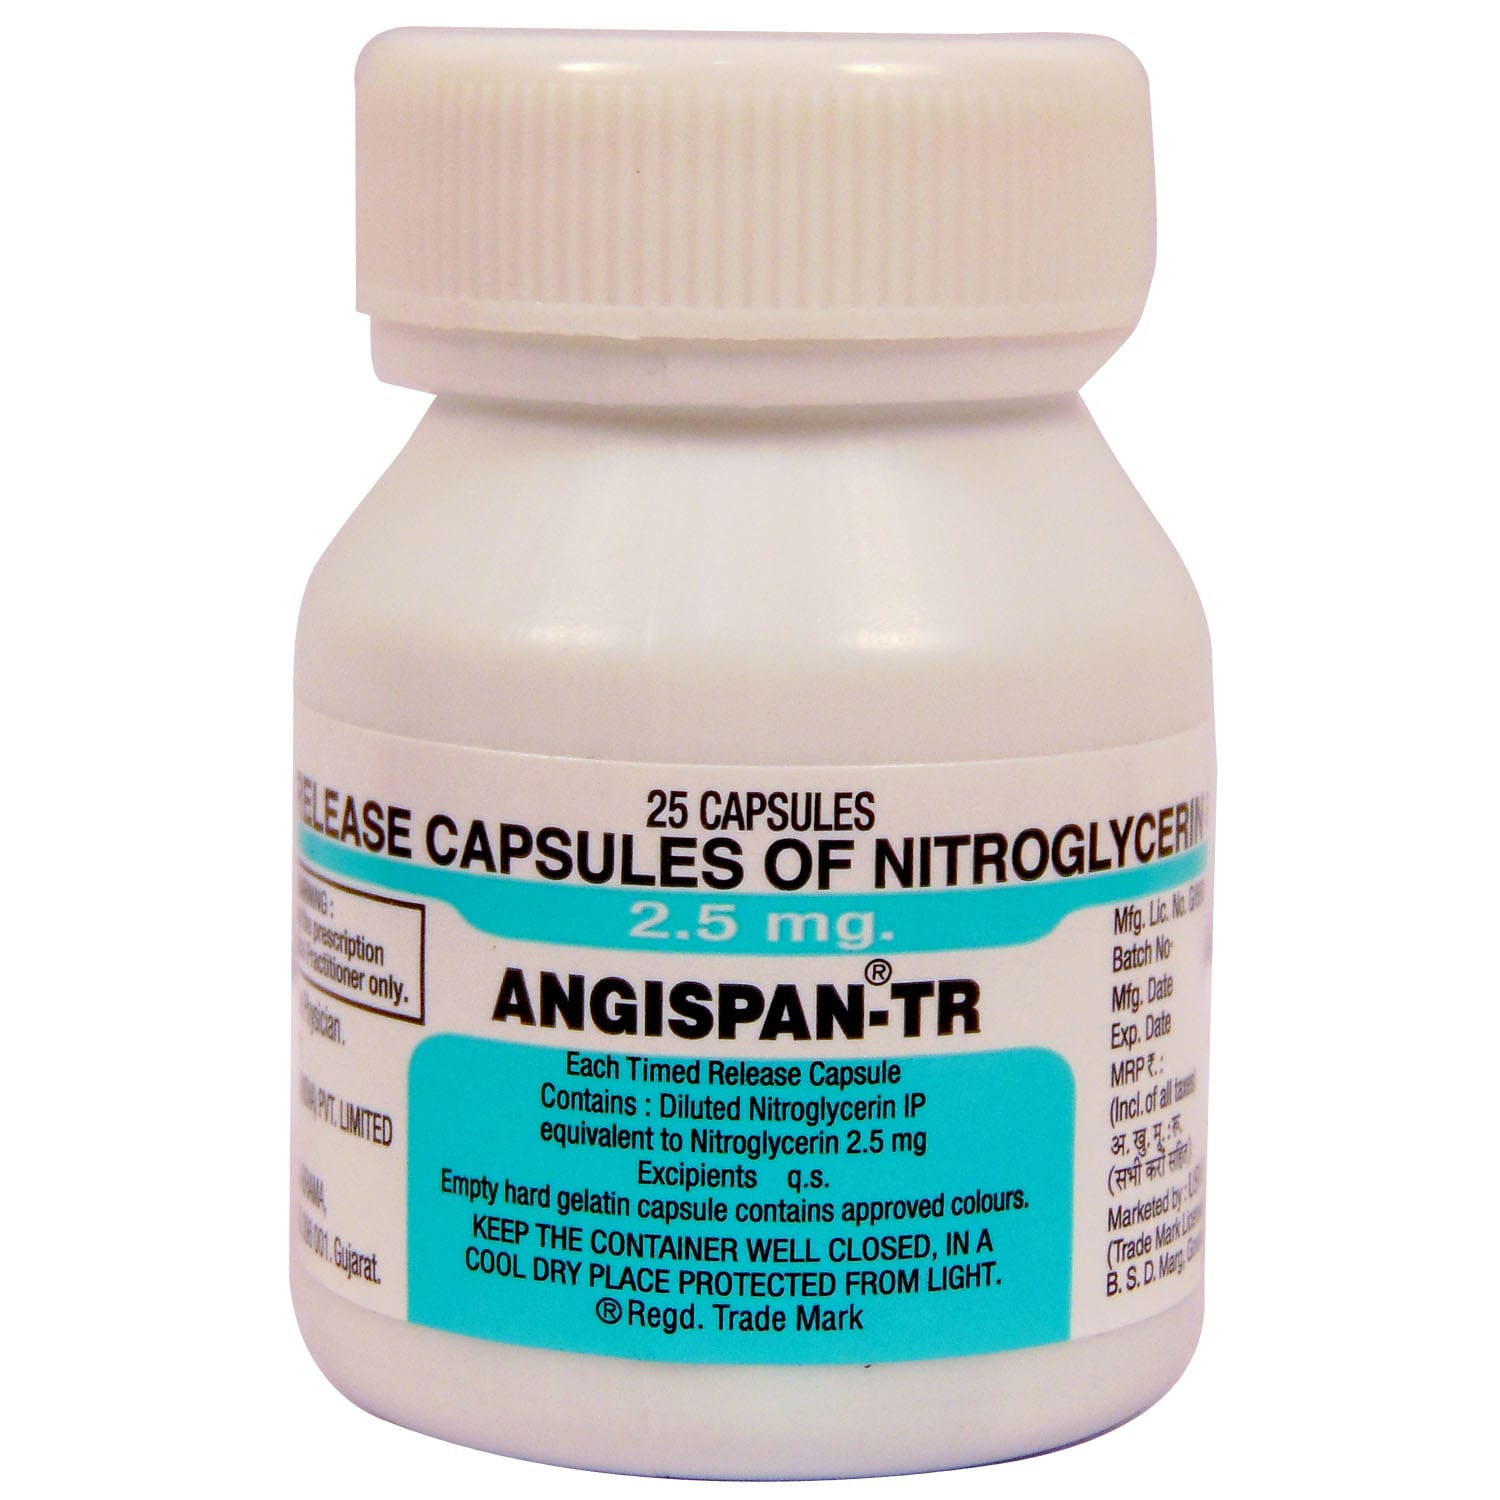 25 CAPSULES
RELEASE CAPSULES OF NITROGLYCERIN
2.5 mg.
ANGISPAN®-TR
Each Timed Release Capsule
Contains : Diluted Nitroglycerin IP
equivalent to Nitroglycerin 2.5 mg
Excipients q.s.
Empty hard gelatin capsule contains approved colours.
KEEP THE CONTAINER WELL CLOSED, IN A
COOL DRY PLACE PROTECTED FROM LIGHT.
® Regd. Trade Mark
prescription
Practitioner only.
Physician.
PVT. LIMITED
001. Gujarat.
Mfg. Lic. No.
Batch No.
Mfg. Date
Exp. Date
MRP ₹.:
(Incl. of all taxes)
अ. खु. मू.: रु.
(सभी करों सहित)
Marketed by :
(Trade Mark
B. S. D. Marg,